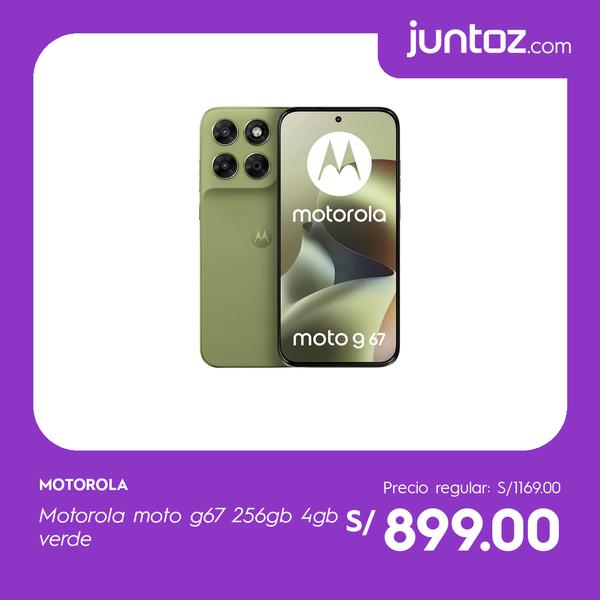 juntoz.com
motorola
moto g 67
MOTOROLA
Motorola moto g67 256gb 4gb
verde
Precio regular: S/1169.00
S/ 899.00